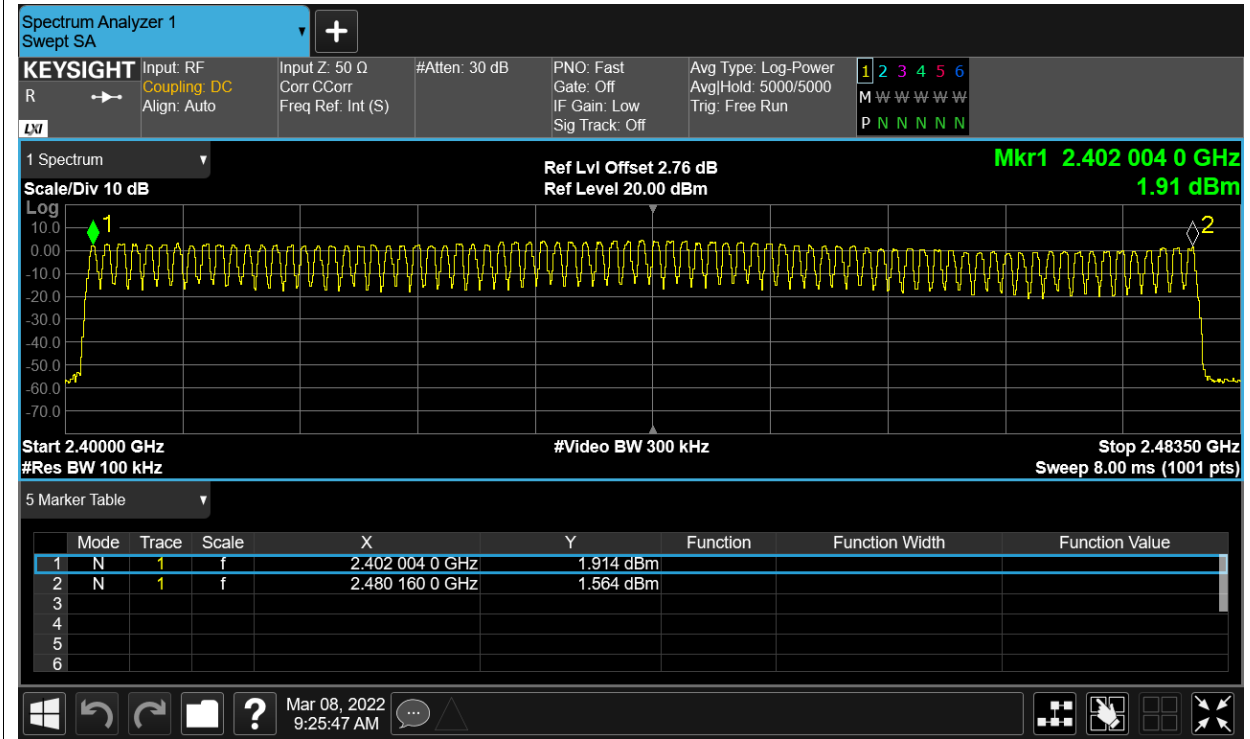 Spectrum Analyzer 1
Swept SA
KEYSIGHT
R
LXI
Input: RF
Coupling: DC
Align: Auto
Input Z: 50 Ω
Corr CCorr
Freq Ref: Int (S)
#Atten: 30 dB
PNO: Fast
Gate: Off
IF Gain: Low
Sig Track: Off
Avg Type: Log-Power
Avg|Hold: 5000/5000
Trig: Free Run
1 2 3 4 5 6
M W W W W W W
P N N N N N N
1 Spectrum
Scale/Div 10 dB
Ref Lvl Offset 2.76 dB
Ref Level 20.00 dBm
Mkr1 2.402 004 0 GHz
1.91 dBm
Log
10.0
0.00
-10.0
-20.0
-30.0
-40.0
-50.0
-60.0
-70.0
1
2
Start 2.40000 GHz
#Video BW 300 kHz
Stop 2.48350 GHz
#Res BW 100 kHz
Sweep 8.00 ms (1001 pts)
5 Marker Table
Mode Trace Scale X Y Function Function Width Function Value
1 N 1 f 2.402 004 0 GHz 1.914 dBm
2 N 1 f 2.480 160 0 GHz 1.564 dBm
3
4
5
6
?
Mar 08, 2022
9:25:47 AM